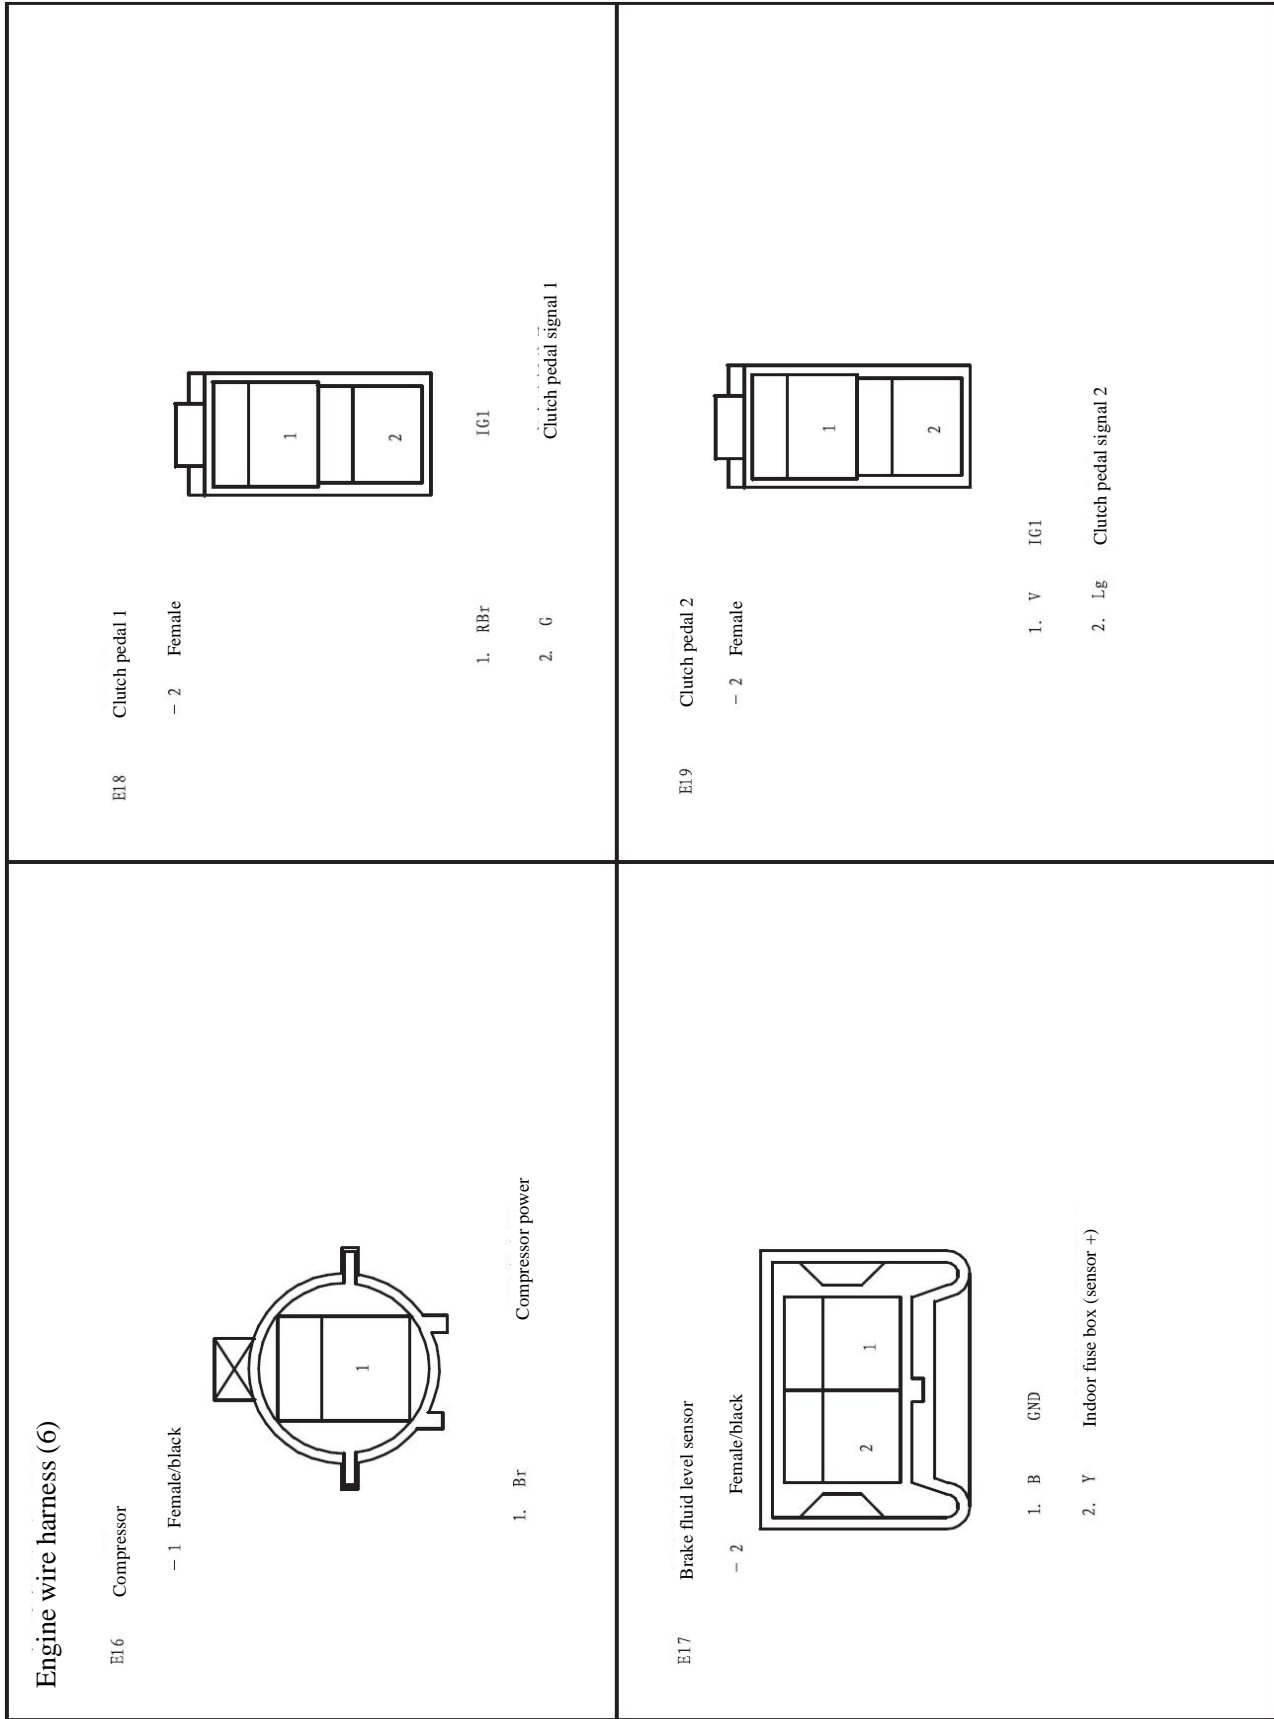 Engine wire harness (6)
E16 Compressor
– 1 Female/black
1
1. Br Compressor power
E18 Clutch pedal 1
– 2 Female
1
2
1. RBr IG1
2. G Clutch pedal signal 1
E17 Brake fluid level sensor
– 2 Female/black
2 1
1. B GND
2. Y Indoor fuse box (sensor +)
E19 Clutch pedal 2
– 2 Female
1
2
1. V IG1
2. Lg Clutch pedal signal 2